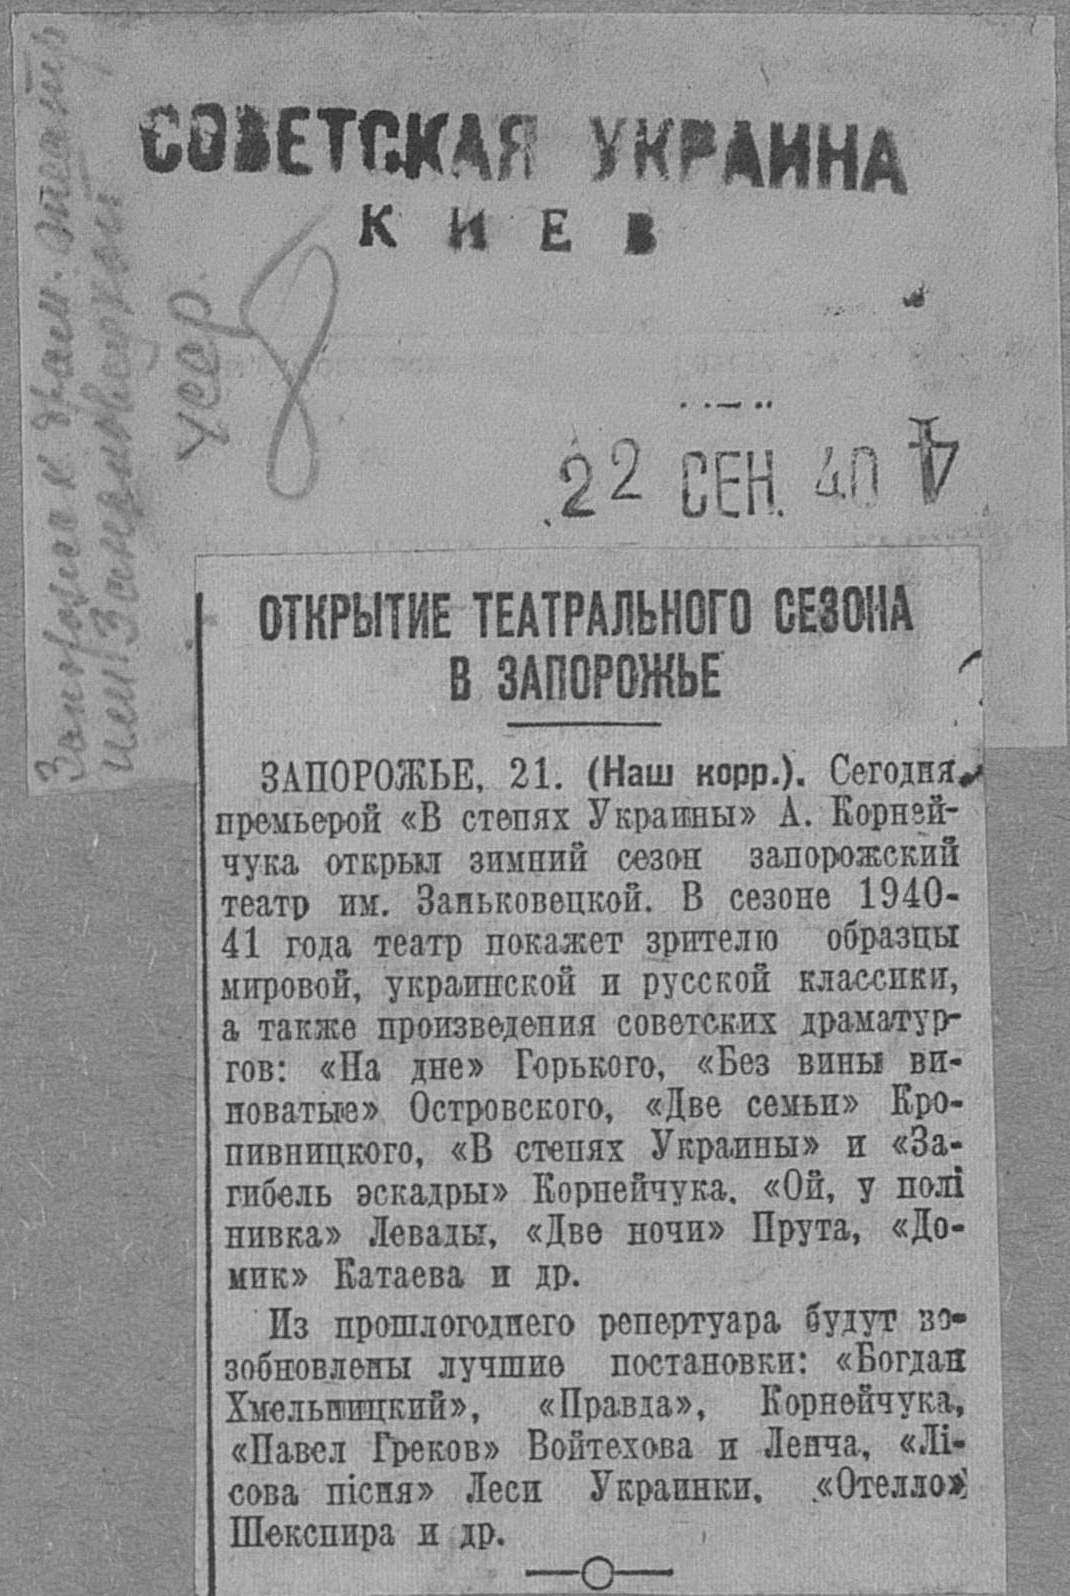 СОВЕТСКАЯ УКРАИНА
КИЕВ
22 СЕН. 40
драм. театр
им. Заньковецкой
УССР
ОТКРЫТИЕ ТЕАТРАЛЬНОГО СЕЗОНА
В ЗАПОРОЖЬЕ
ЗАПОРОЖЬЕ, 21. (Наш корр.). Сегодня
премьерой «В степях Украины» А. Корней-
чука открыл зимний сезон запорожский
театр им. Заньковецкой. В сезоне 1940-
41 года театр покажет зрителю образцы
мировой, украинской и русской классики,
а также произведения советских драматур-
гов: «На дне» Горького, «Без вины ви-
новатые» Островского, «Две семьи» Кро-
пивницкого, «В степях Украины» и «За-
гибель эскадры» Корнейчука, «Ой, у полі
нивка» Левады, «Две ночи» Прута, «До-
мик» Катаева и др.
Из прошлогоднего репертуара будут во-
зобновлены лучшие постановки: «Богдан
Хмельницкий», «Правда», Корнейчука,
«Павел Греков» Войтехова и Ленча, «Лі-
сова пісня» Леси Украинки, «Отелло»
Шекспира и др.